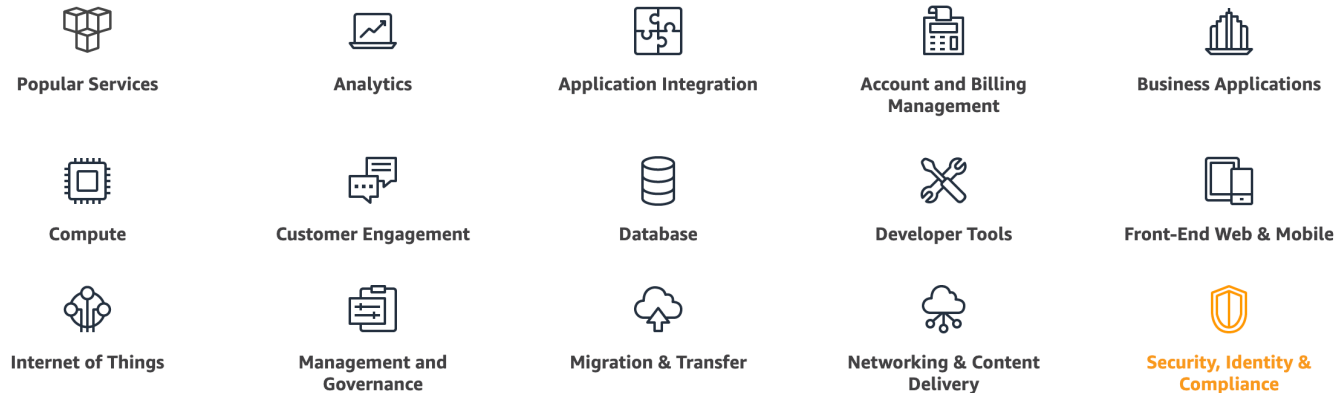 Popular Services
Analytics
Application Integration
Account and Billing
Management
Business Applications
Compute
Customer Engagement
Database
Developer Tools
Front-End Web & Mobile
Internet of Things
Management and
Governance
Migration & Transfer
Networking & Content
Delivery
Security, Identity &
Compliance